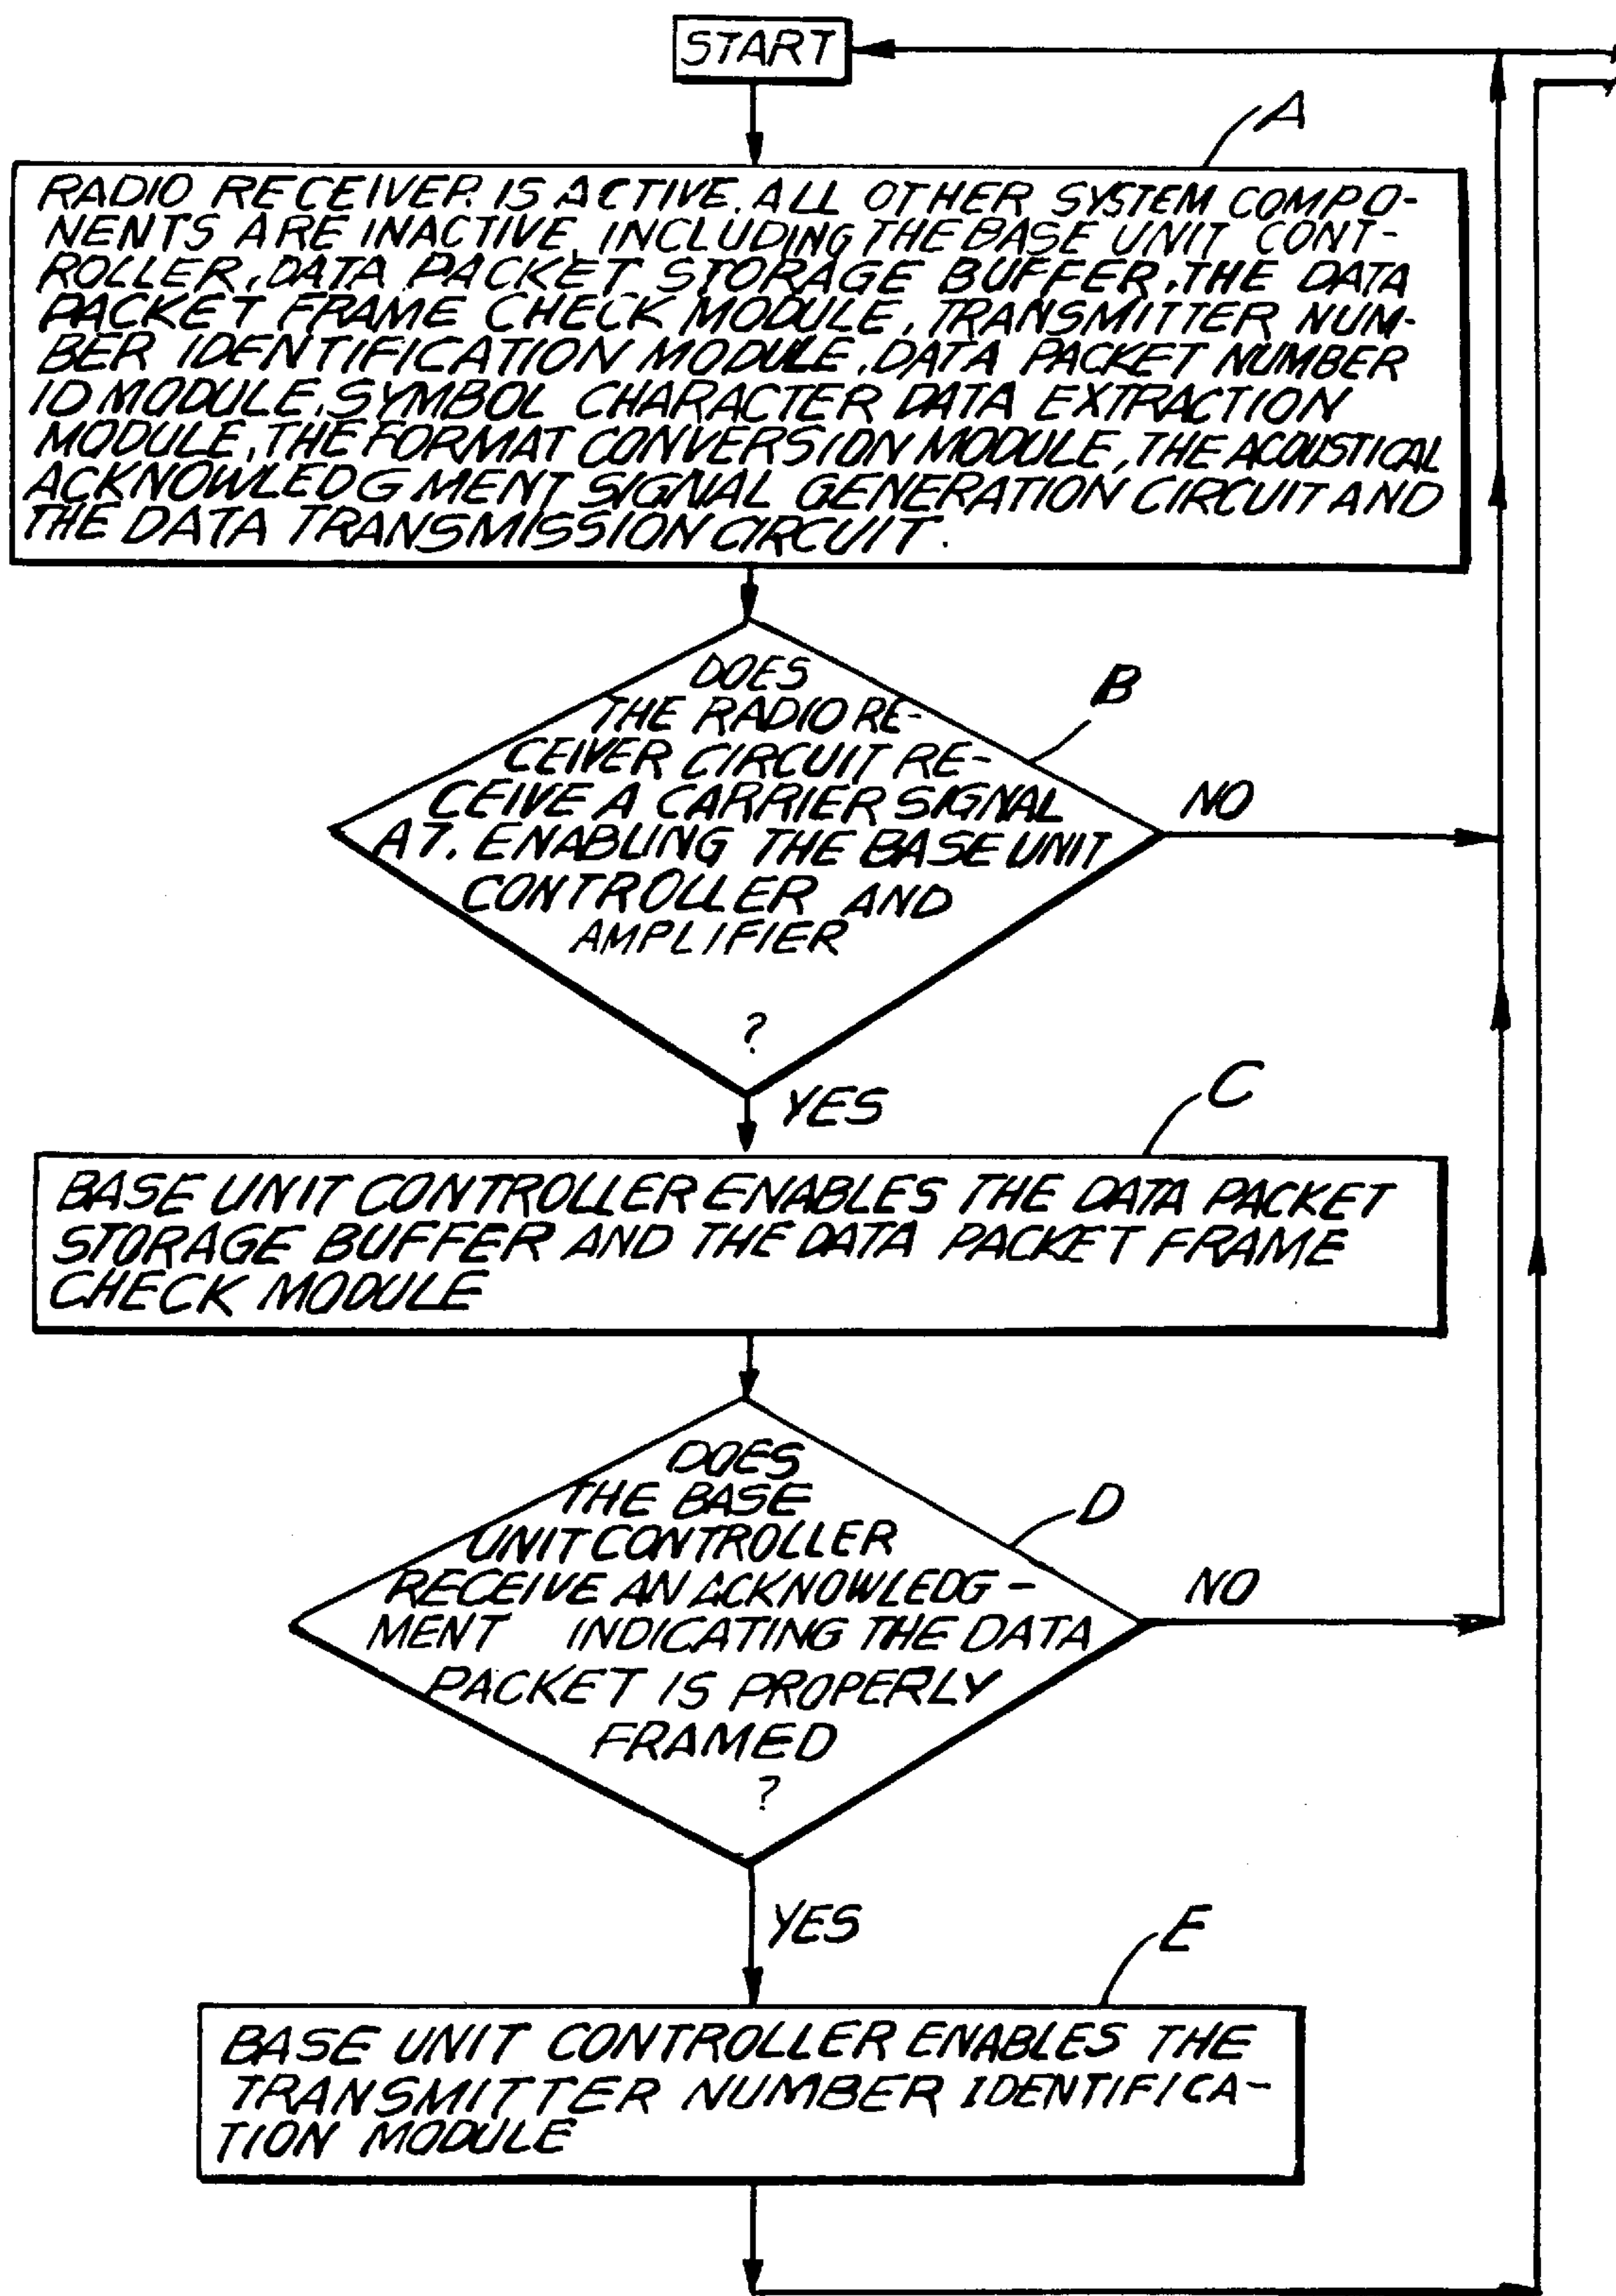 START
A
RADIO RECEIVER. IS ACTIVE. ALL OTHER SYSTEM COMPO-
NENTS ARE INACTIVE, INCLUDING THE BASE UNIT CONT-
ROLLER, DATA PACKET STORAGE BUFFER, THE DATA
PACKET FRAME CHECK MODULE, TRANSMITTER NUM-
BER IDENTIFICATION MODULE, DATA PACKET NUMBER
ID MODULE, SYMBOL CHARACTER DATA EXTRACTION
MODULE, THE FORMAT CONVERSION MODULE, THE ACOUSTICAL
ACKNOWLEDGMENT SIGNAL GENERATION CIRCUIT AND
THE DATA TRANSMISSION CIRCUIT.
B
DOES
THE RADIO RE-
CEIVER CIRCUIT RE-
CEIVE A CARRIER SIGNAL
AT. ENABLING THE BASE UNIT
CONTROLLER AND
AMPLIFIER
?
NO
YES
C
BASE UNIT CONTROLLER ENABLES THE DATA PACKET
STORAGE BUFFER AND THE DATA PACKET FRAME
CHECK MODULE
D
DOES
THE BASE
UNIT CONTROLLER
RECEIVE AN ACKNOWLEDG-
MENT INDICATING THE DATA
PACKET IS PROPERLY
FRAMED
?
NO
YES
E
BASE UNIT CONTROLLER ENABLES THE
TRANSMITTER NUMBER IDENTIFICA-
TION MODULE